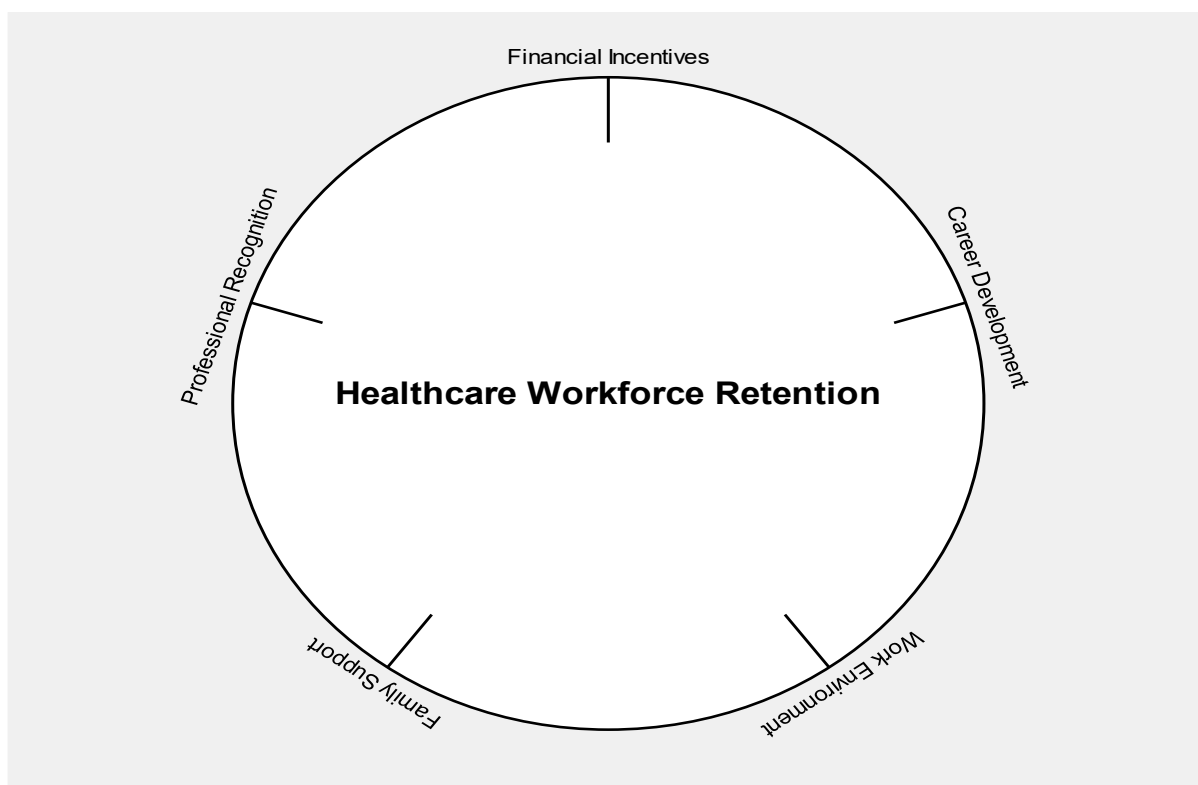 Financial Incentives
Career Development
Professional Recognition
Healthcare Workforce Retention
Family Support
Work Environment